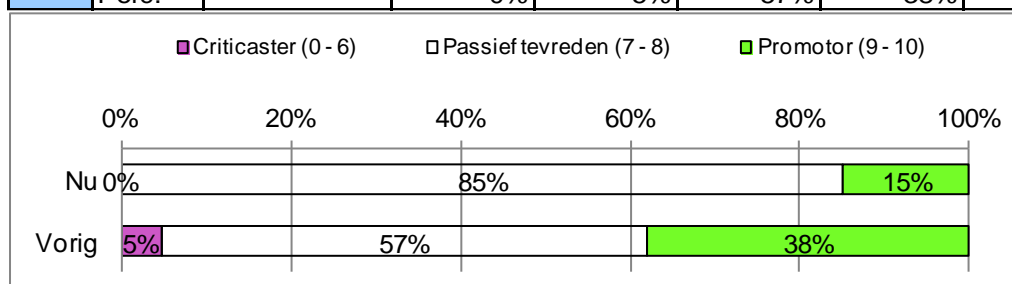 Criticaster (0 - 6) Passief tevreden (7 - 8) Promotor (9 - 10)
0% 20% 40% 60% 80% 100%
Nu 0% 85% 15%
Vorig 5% 57% 38%